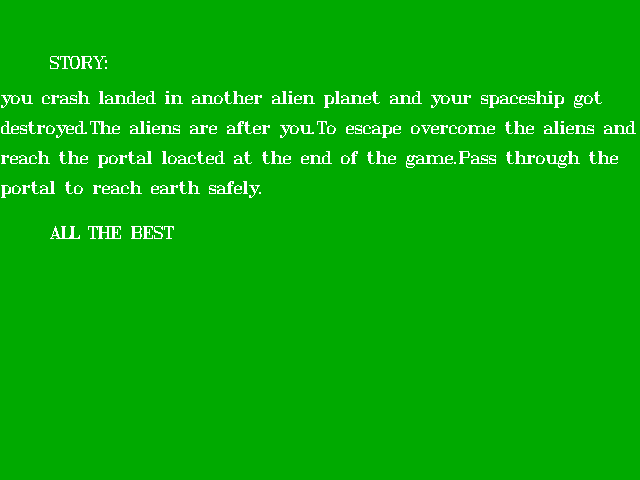 STORY:
you crash landed in another alien planet and your spaceship got
destroyed.The aliens are after you.To escape overcome the aliens and
reach the portal loacted at the end of the game.Pass through the
portal to reach earth safely.
ALL THE BEST